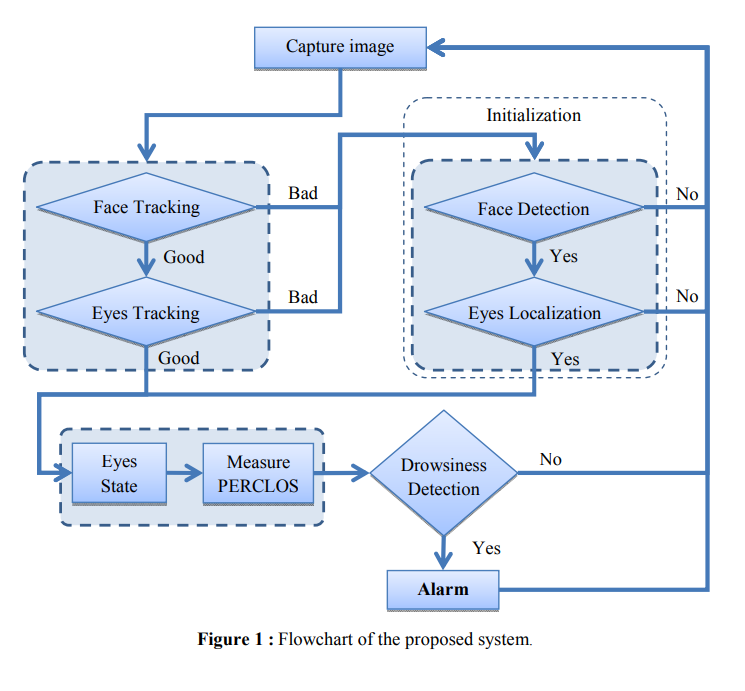 Capture image
Initialization
Face Tracking
Bad
Good
Eyes Tracking
Bad
Good
Face Detection
No
Yes
Eyes Localization
No
Yes
Eyes
State
Measure
PERCLOS
Drowsiness
Detection
No
Yes
Alarm
Figure 1 : Flowchart of the proposed system.